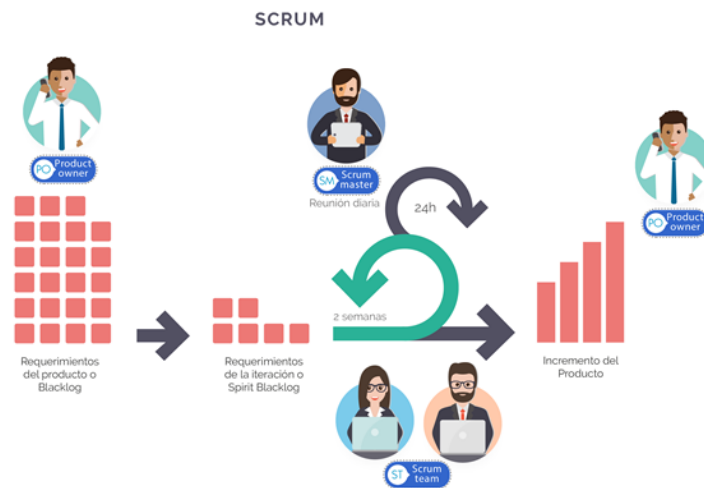 SCRUM
PO Product
owner
SM Scrum
master
Reunión diaria
24h
PO Product
owner
2 semanas
Requerimientos
del producto o
Blacklog
Requerimientos
de la iteración o
Spirit Blacklog
Incremento del
Producto
ST Scrum
team